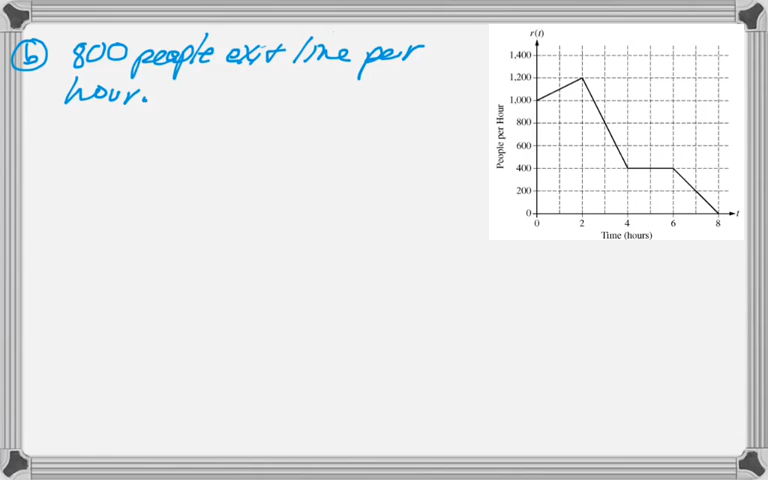 b 800 people exit line per
hour.
r(t)
1,400
1,200
1,000
800
600
400
200
0
People per Hour
0 2 4 6 8 t
Time (hours)